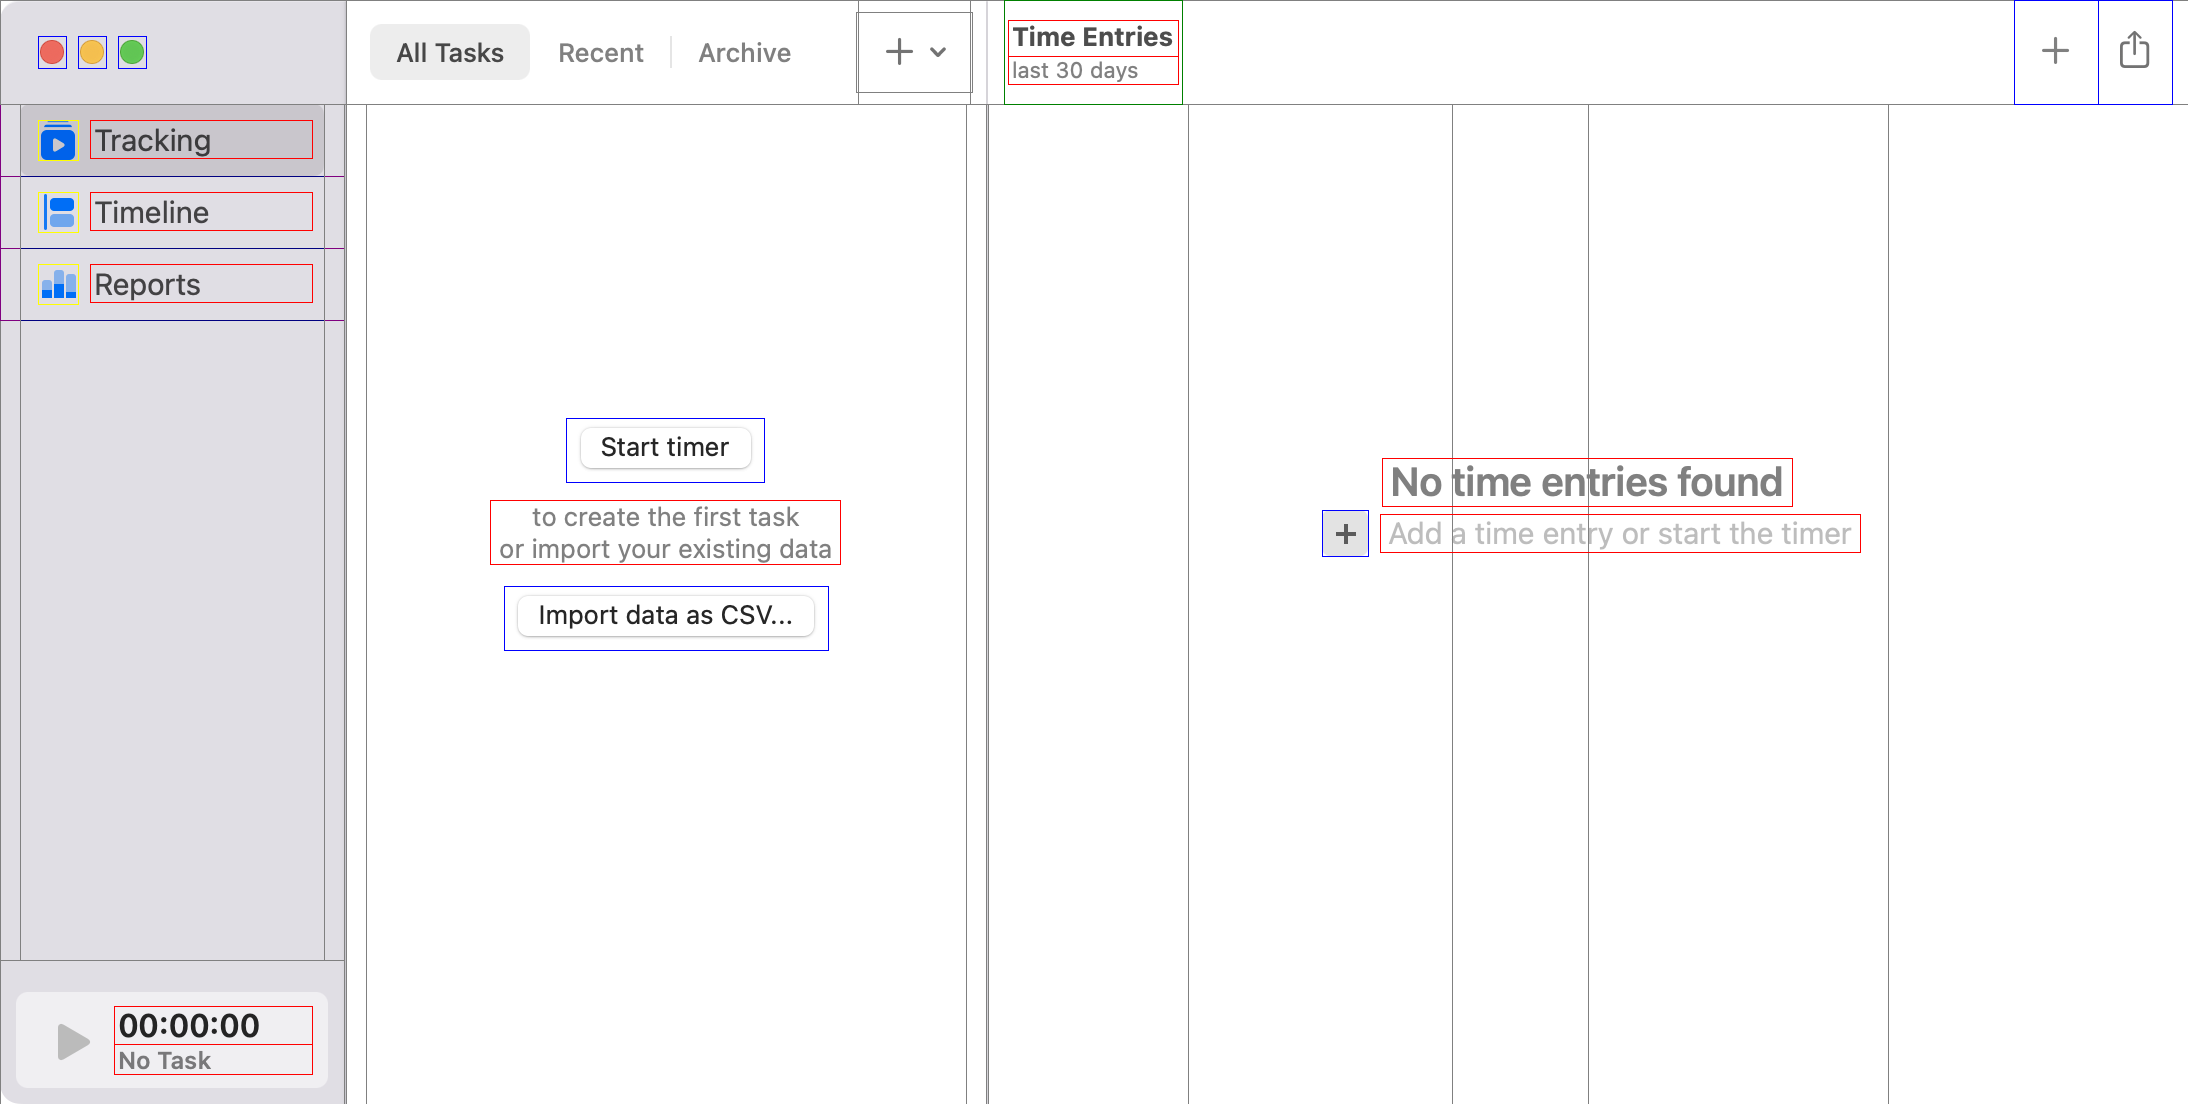 All Tasks
Recent
Archive
Time Entries
last 30 days
Tracking
Timeline
Reports
Start timer
to create the first task
or import your existing data
Import data as CSV...
No time entries found
Add a time entry or start the timer
00:00:00
No Task